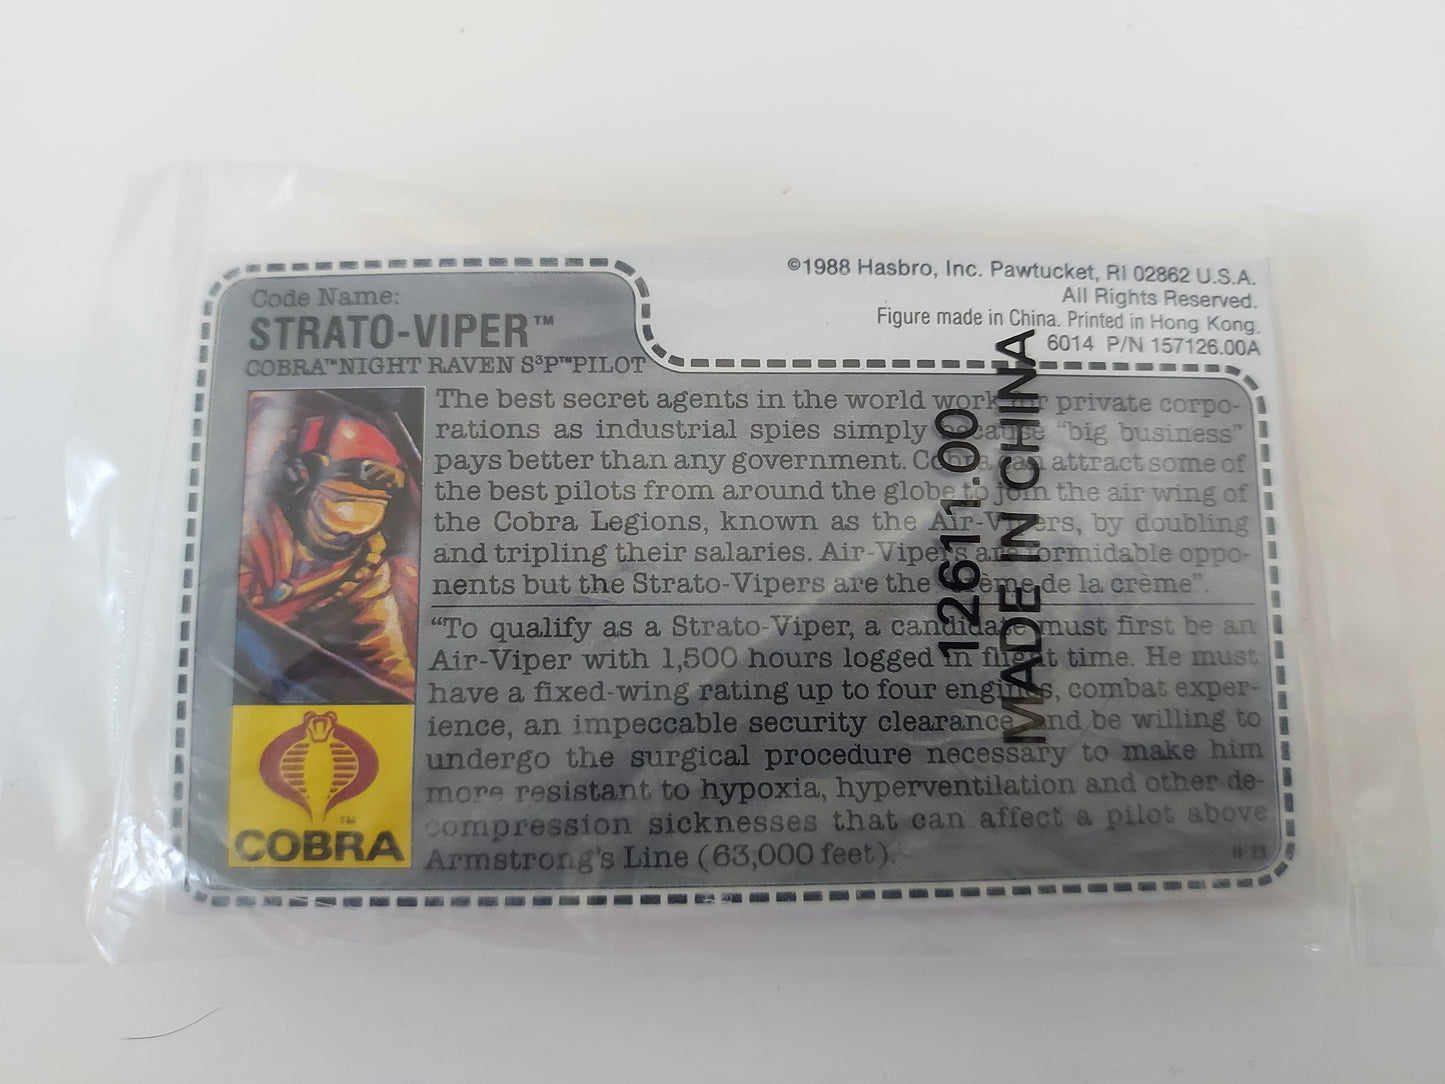 ©1988 Hasbro, Inc. Pawtucket, RI 02862 U.S.A.
All Rights Reserved.
Figure made in China. Printed in Hong Kong.
6014 P/N 157126.00A
Code Name:
STRATO-VIPER™
COBRA™ NIGHT RAVEN S³P™ PILOT
The best secret agents in the world work for private corpo-
rations as industrial spies simply because "big business"
pays better than any government. Cobra can attract some of
the best pilots from around the globe to join the air wing of
the Cobra Legions, known as the Air-Vipers, by doubling
and tripling their salaries. Air-Vipers are formidable oppo-
nents but the Strato-Vipers are the "crème de la crème".
"To qualify as a Strato-Viper, a candidate must first be an
Air-Viper with 1,500 hours logged in flight time. He must
have a fixed-wing rating up to four engines, combat exper-
ience, an impeccable security clearance and be willing to
undergo the surgical procedure necessary to make him
more resistant to hypoxia, hyperventilation and other de-
compression sicknesses that can affect a pilot above
Armstrong's Line (63,000 feet).
™
COBRA
12611.00
MADE IN CHINA